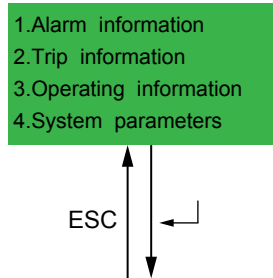 1.Alarm information
2.Trip information
3.Operating information
4.System parameters
ESC